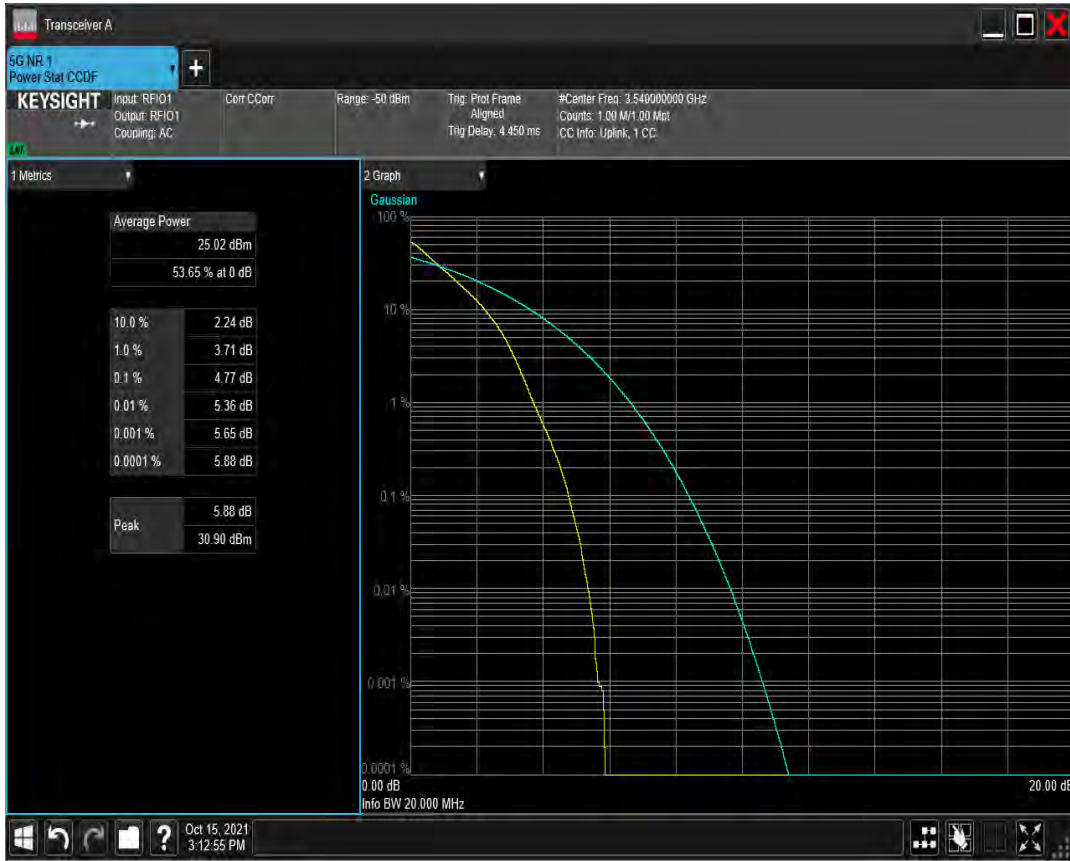 Transceiver A
5G NR 1
Power Stat CCDF
+
KEYSIGHT
Input: RFIO1
Output: RFIO1
Coupling: AC
Corr CCorr
Range: -50 dBm
Trig: Prot Frame
Aligned
Trig Delay: 4.450 ms
#Center Freq: 3.540000000 GHz
Counts: 1.00 M/1.00 Mpt
CC Info: Uplink, 1 CC
LNT
1 Metrics
Average Power
25.02 dBm
53.65 % at 0 dB
10.0 % 2.24 dB
1.0 % 3.71 dB
0.1 % 4.77 dB
0.01 % 5.36 dB
0.001 % 5.65 dB
0.0001 % 5.88 dB
Peak
5.88 dB
30.90 dBm
2 Graph
Gaussian
100 %
10 %
1 %
0.1 %
0.01 %
0.001 %
0.0001 %
0.00 dB
20.00 dB
Info BW 20.000 MHz
?
Oct 15, 2021
3:12:55 PM